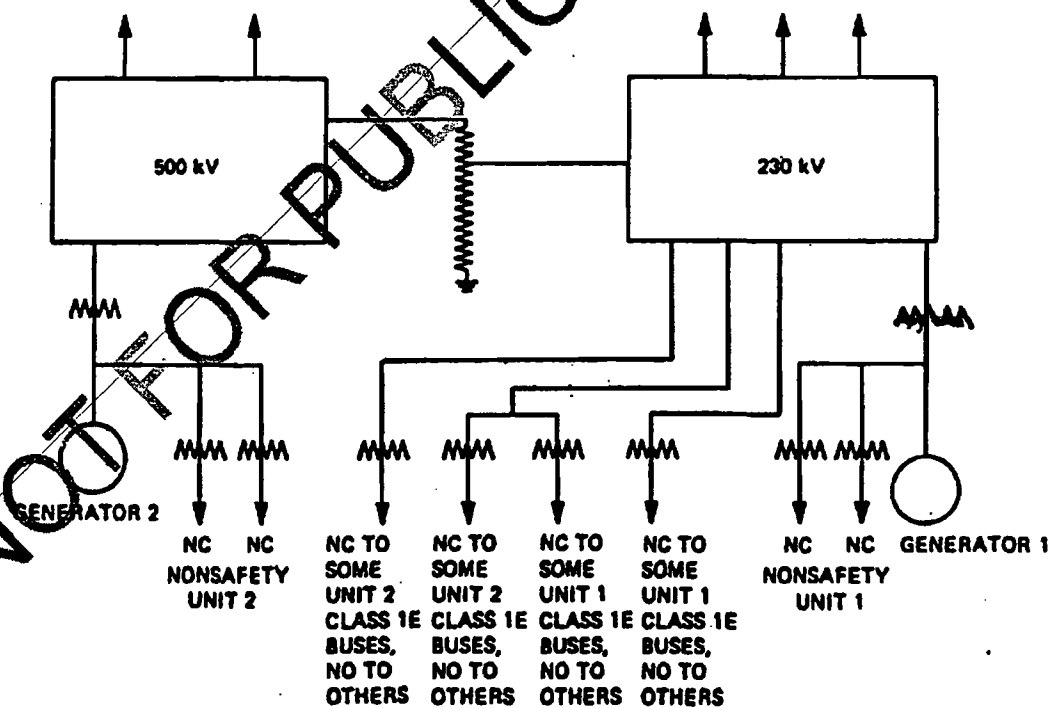 NOT FOR PUBLIC
500 kV
230 kV
GENERATOR 2
NC
NC
NONSAFETY
UNIT 2
NC TO
SOME
UNIT 2
CLASS 1E
BUSES,
NO TO
OTHERS
NC TO
SOME
UNIT 2
CLASS 1E
BUSES,
NO TO
OTHERS
NC TO
SOME
UNIT 1
CLASS 1E
BUSES,
NO TO
OTHERS
NC TO
SOME
UNIT 1
CLASS 1E
BUSES,
NO TO
OTHERS
NC
NC
NONSAFETY
UNIT 1
GENERATOR 1